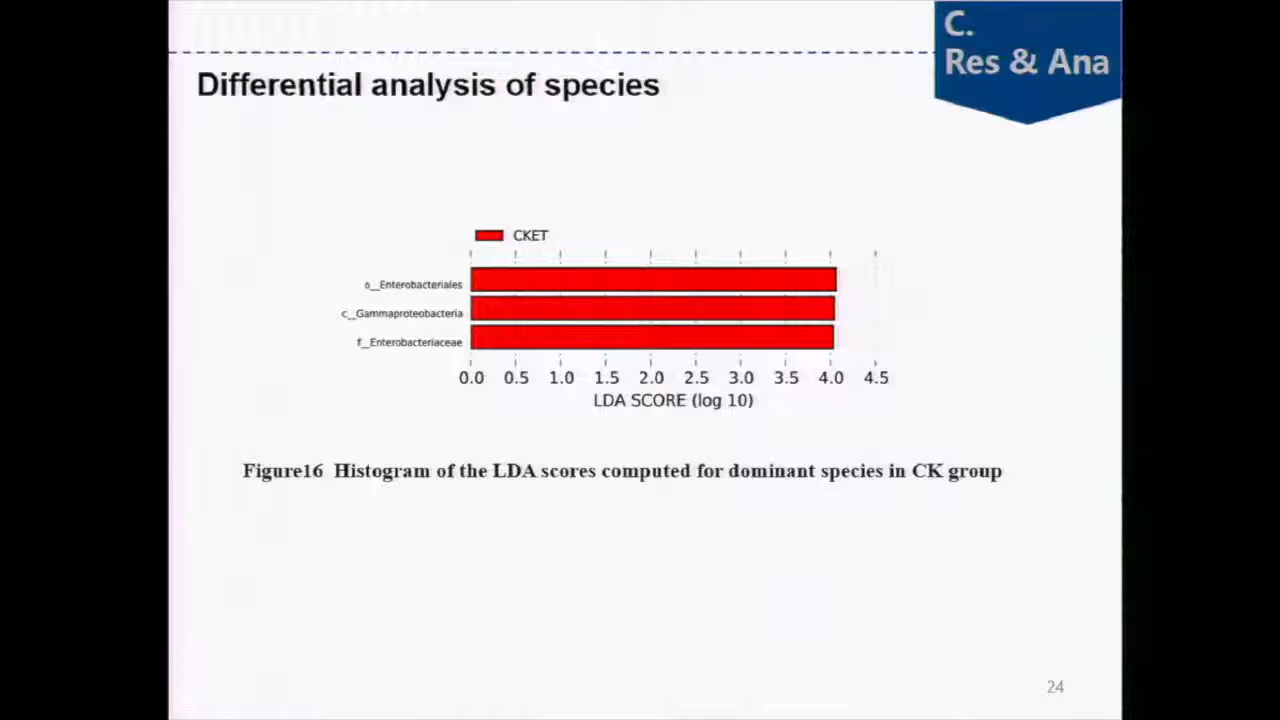 C.
Res & Ana
Differential analysis of species
CKET
o__Enterobacteriales
c__Gammaproteobacteria
f__Enterobacteriaceae
0.0 0.5 1.0 1.5 2.0 2.5 3.0 3.5 4.0 4.5
LDA SCORE (log 10)
Figure16 Histogram of the LDA scores computed for dominant species in CK group
24